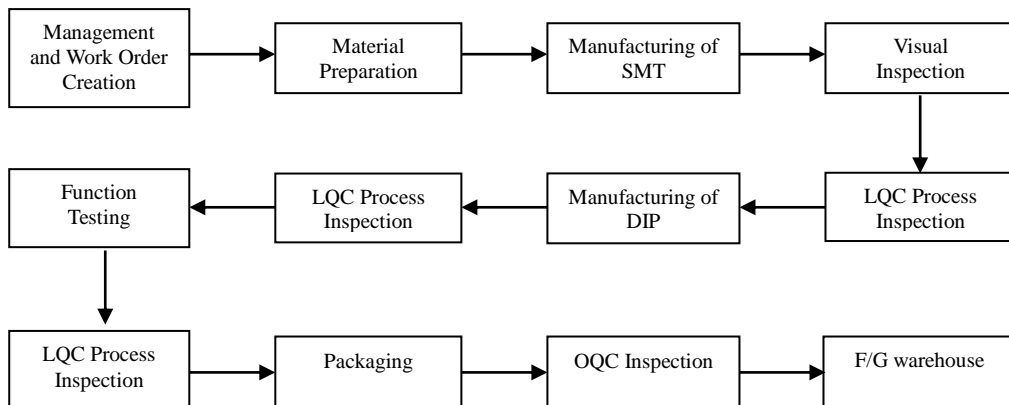 Management
and Work Order
Creation
Material
Preparation
Manufacturing of
SMT
Visual
Inspection
LQC Process
Inspection
Manufacturing of
DIP
LQC Process
Inspection
Function
Testing
LQC Process
Inspection
Packaging
OQC Inspection
F/G warehouse